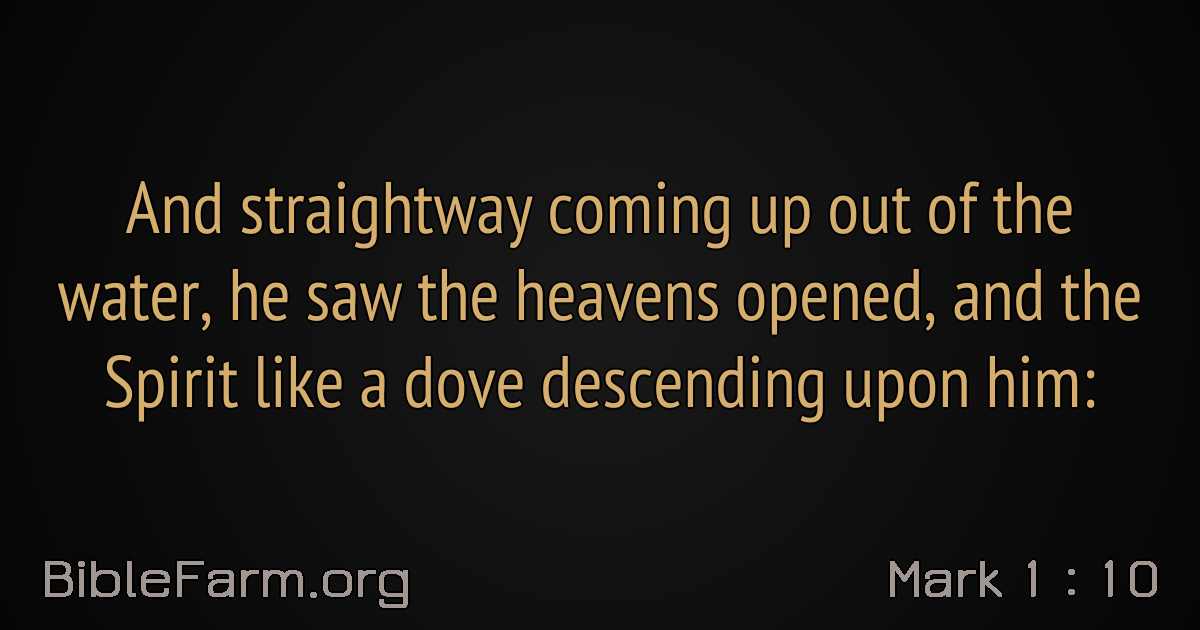 And straightway coming up out of the
water, he saw the heavens opened, and the
Spirit like a dove descending upon him:
BibleFarm.org
Mark 1 : 10